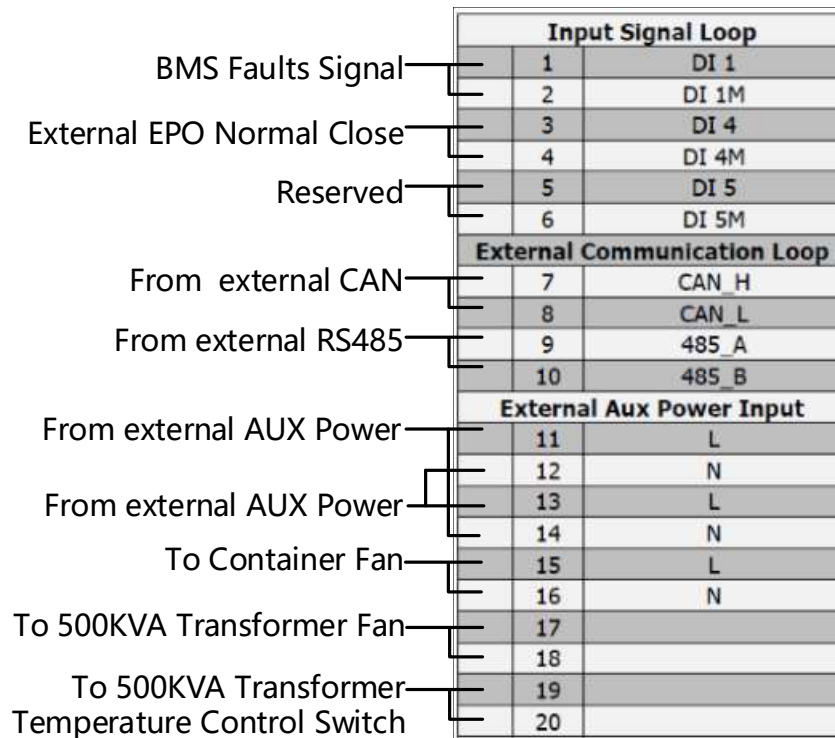 Input Signal Loop
BMS Faults Signal 1 DI 1
2 DI 1M
External EPO Normal Close 3 DI 4
4 DI 4M
Reserved 5 DI 5
6 DI 5M
External Communication Loop
From external CAN 7 CAN_H
8 CAN_L
From external RS485 9 485_A
10 485_B
External Aux Power Input
From external AUX Power 11 L
12 N
From external AUX Power 13 L
14 N
To Container Fan 15 L
16 N
To 500KVA Transformer Fan 17
18
To 500KVA Transformer 19
Temperature Control Switch 20